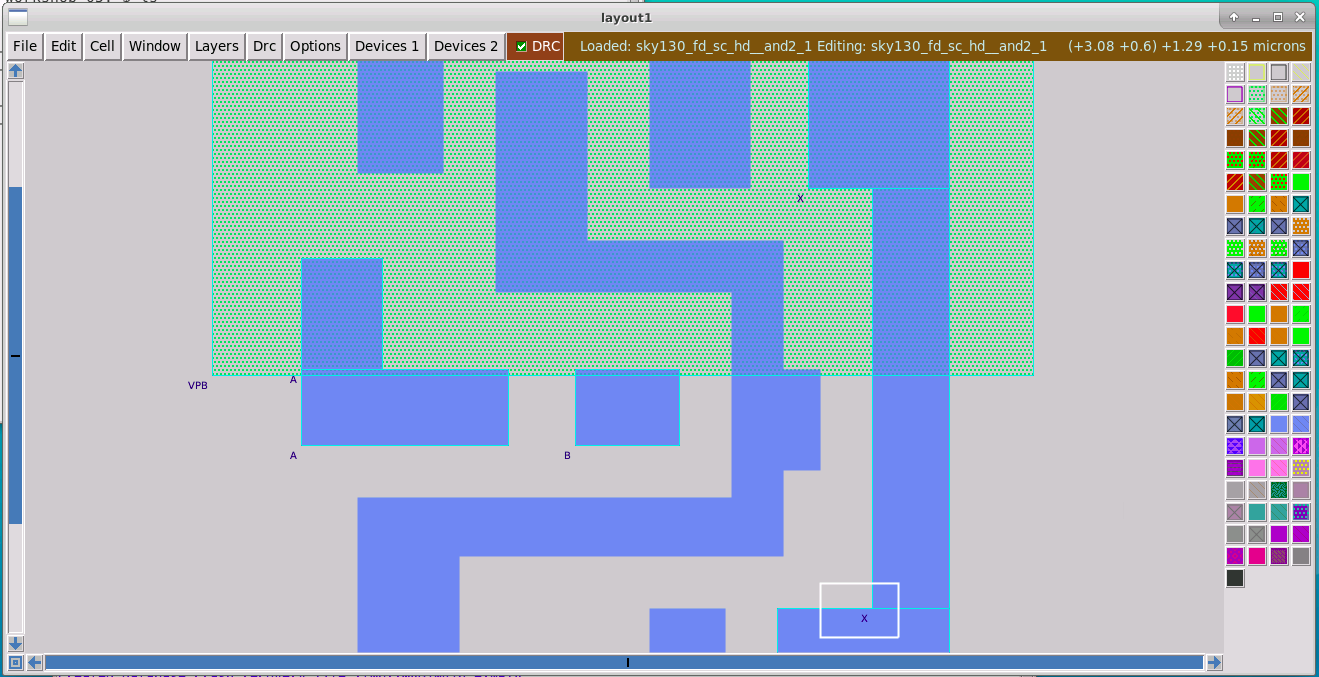 layout1
File Edit Cell Window Layers Drc Options Devices 1 Devices 2 DRC Loaded: sky130_fd_sc_hd__and2_1 Editing: sky130_fd_sc_hd__and2_1 (+3.08 +0.6) +1.29 +0.15 microns
X
VPB
A
A
B
X